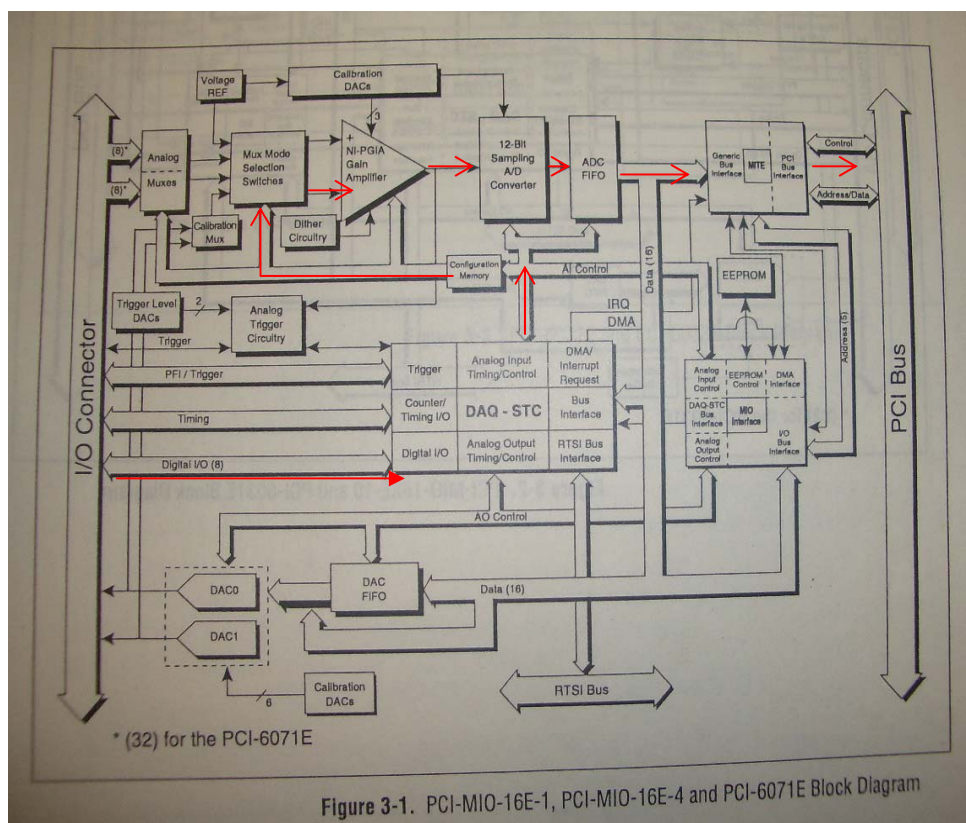 Voltage
REF
Calibration
DACs
3
(8)*
(8)*
Analog
Muxes
Mux Mode
Selection
Switches
+
NI-PGIA
Gain
Amplifier
-
12-Bit
Sampling
A/D
Converter
ADC
FIFO
Generic
Bus
Interface
MITE
PCI
Bus
Interface
Control
Address/Data
Calibration
Mux
Dither
Circuitry
Configuration
Memory
AI Control
Data (16)
EEPROM
Address (5)
IRQ
DMA
Trigger Level
DACs
2
Analog
Trigger
Circuitry
Trigger
PFI / Trigger
Timing
Digital I/O (8)
I/O Connector
PCI Bus
Trigger
Analog Input
Timing/Control
DMA/
Interrupt
Request
Counter/
Timing I/O
DAQ - STC
Bus
Interface
Digital I/O
Analog Output
Timing/Control
RTSI Bus
Interface
Analog
Input
Control
EEPROM
Control
DMA
Interface
DAQ-STC
Bus
Interface
MIO
Interface
Analog
Output
Control
I/O
Bus
Interface
AO Control
DAC0
DAC1
DAC
FIFO
Data (16)
6
Calibration
DACs
RTSI Bus
* (32) for the PCI-6071E
Figure 3-1. PCI-MIO-16E-1, PCI-MIO-16E-4 and PCI-6071E Block Diagram